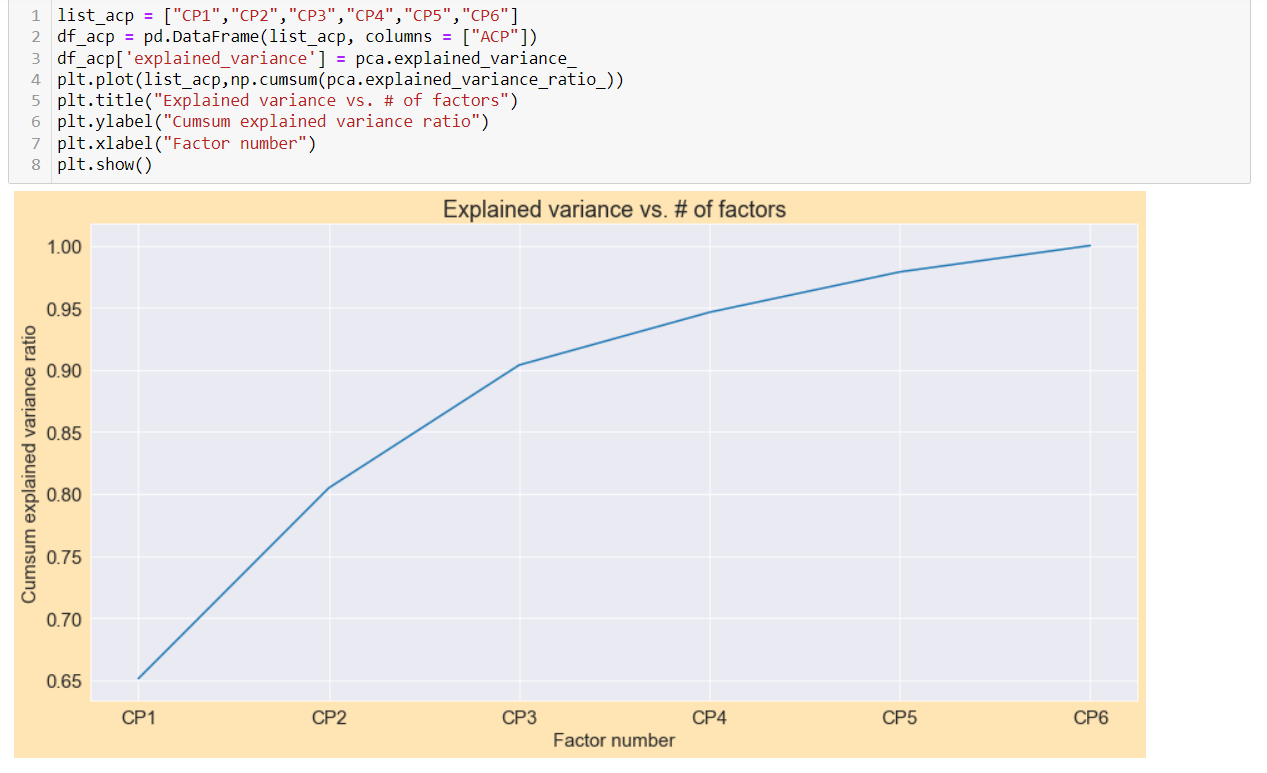 1 list_acp = ["CP1","CP2","CP3","CP4","CP5","CP6"]
2 df_acp = pd.DataFrame(list_acp, columns = ["ACP"])
3 df_acp['explained_variance'] = pca.explained_variance_
4 plt.plot(list_acp,np.cumsum(pca.explained_variance_ratio_))
5 plt.title("Explained variance vs. # of factors")
6 plt.ylabel("Cumsum explained variance ratio")
7 plt.xlabel("Factor number")
8 plt.show()
Explained variance vs. # of factors
Cumsum explained variance ratio
1.00
0.95
0.90
0.85
0.80
0.75
0.70
0.65
CP1 CP2 CP3 CP4 CP5 CP6
Factor number